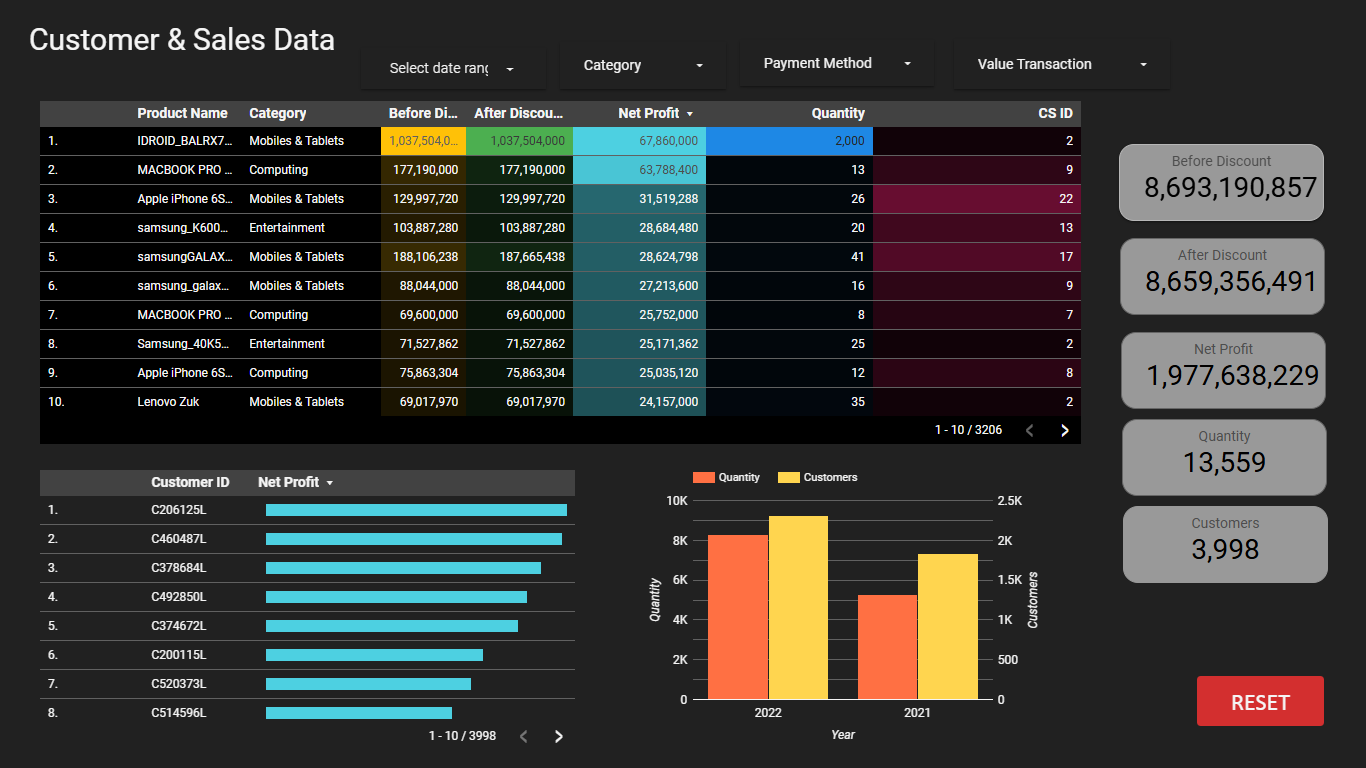 Customer & Sales Data
Select date rang
Category
Payment Method
Value Transaction
Product Name Category Before Di... After Discou... Net Profit Quantity CS ID
1. IDROID_BALRX7... Mobiles & Tablets 1,037,504,0... 1,037,504,000 67,860,000 2,000 2
2. MACBOOK PRO ... Computing 177,190,000 177,190,000 63,788,400 13 9
3. Apple iPhone 6S... Mobiles & Tablets 129,997,720 129,997,720 31,519,288 26 22
4. samsung_K600... Entertainment 103,887,280 103,887,280 28,684,480 20 13
5. samsungGALAX... Mobiles & Tablets 188,106,238 187,665,438 28,624,798 41 17
6. samsung_galax... Mobiles & Tablets 88,044,000 88,044,000 27,213,600 16 9
7. MACBOOK PRO ... Computing 69,600,000 69,600,000 25,752,000 8 7
8. Samsung_40K5... Entertainment 71,527,862 71,527,862 25,171,362 25 2
9. Apple iPhone 6S... Computing 75,863,304 75,863,304 25,035,120 12 8
10. Lenovo Zuk Mobiles & Tablets 69,017,970 69,017,970 24,157,000 35 2
1 - 10 / 3206
Before Discount
8,693,190,857
After Discount
8,659,356,491
Net Profit
1,977,638,229
Quantity
13,559
Customers
3,998
Customer ID Net Profit
1. C206125L
2. C460487L
3. C378684L
4. C492850L
5. C374672L
6. C200115L
7. C520373L
8. C514596L
1 - 10 / 3998
Quantity Customers
10K 2.5K
8K 2K
6K 1.5K
4K 1K
2K 500
0 0
Quantity
Customers
2022 2021
Year
RESET